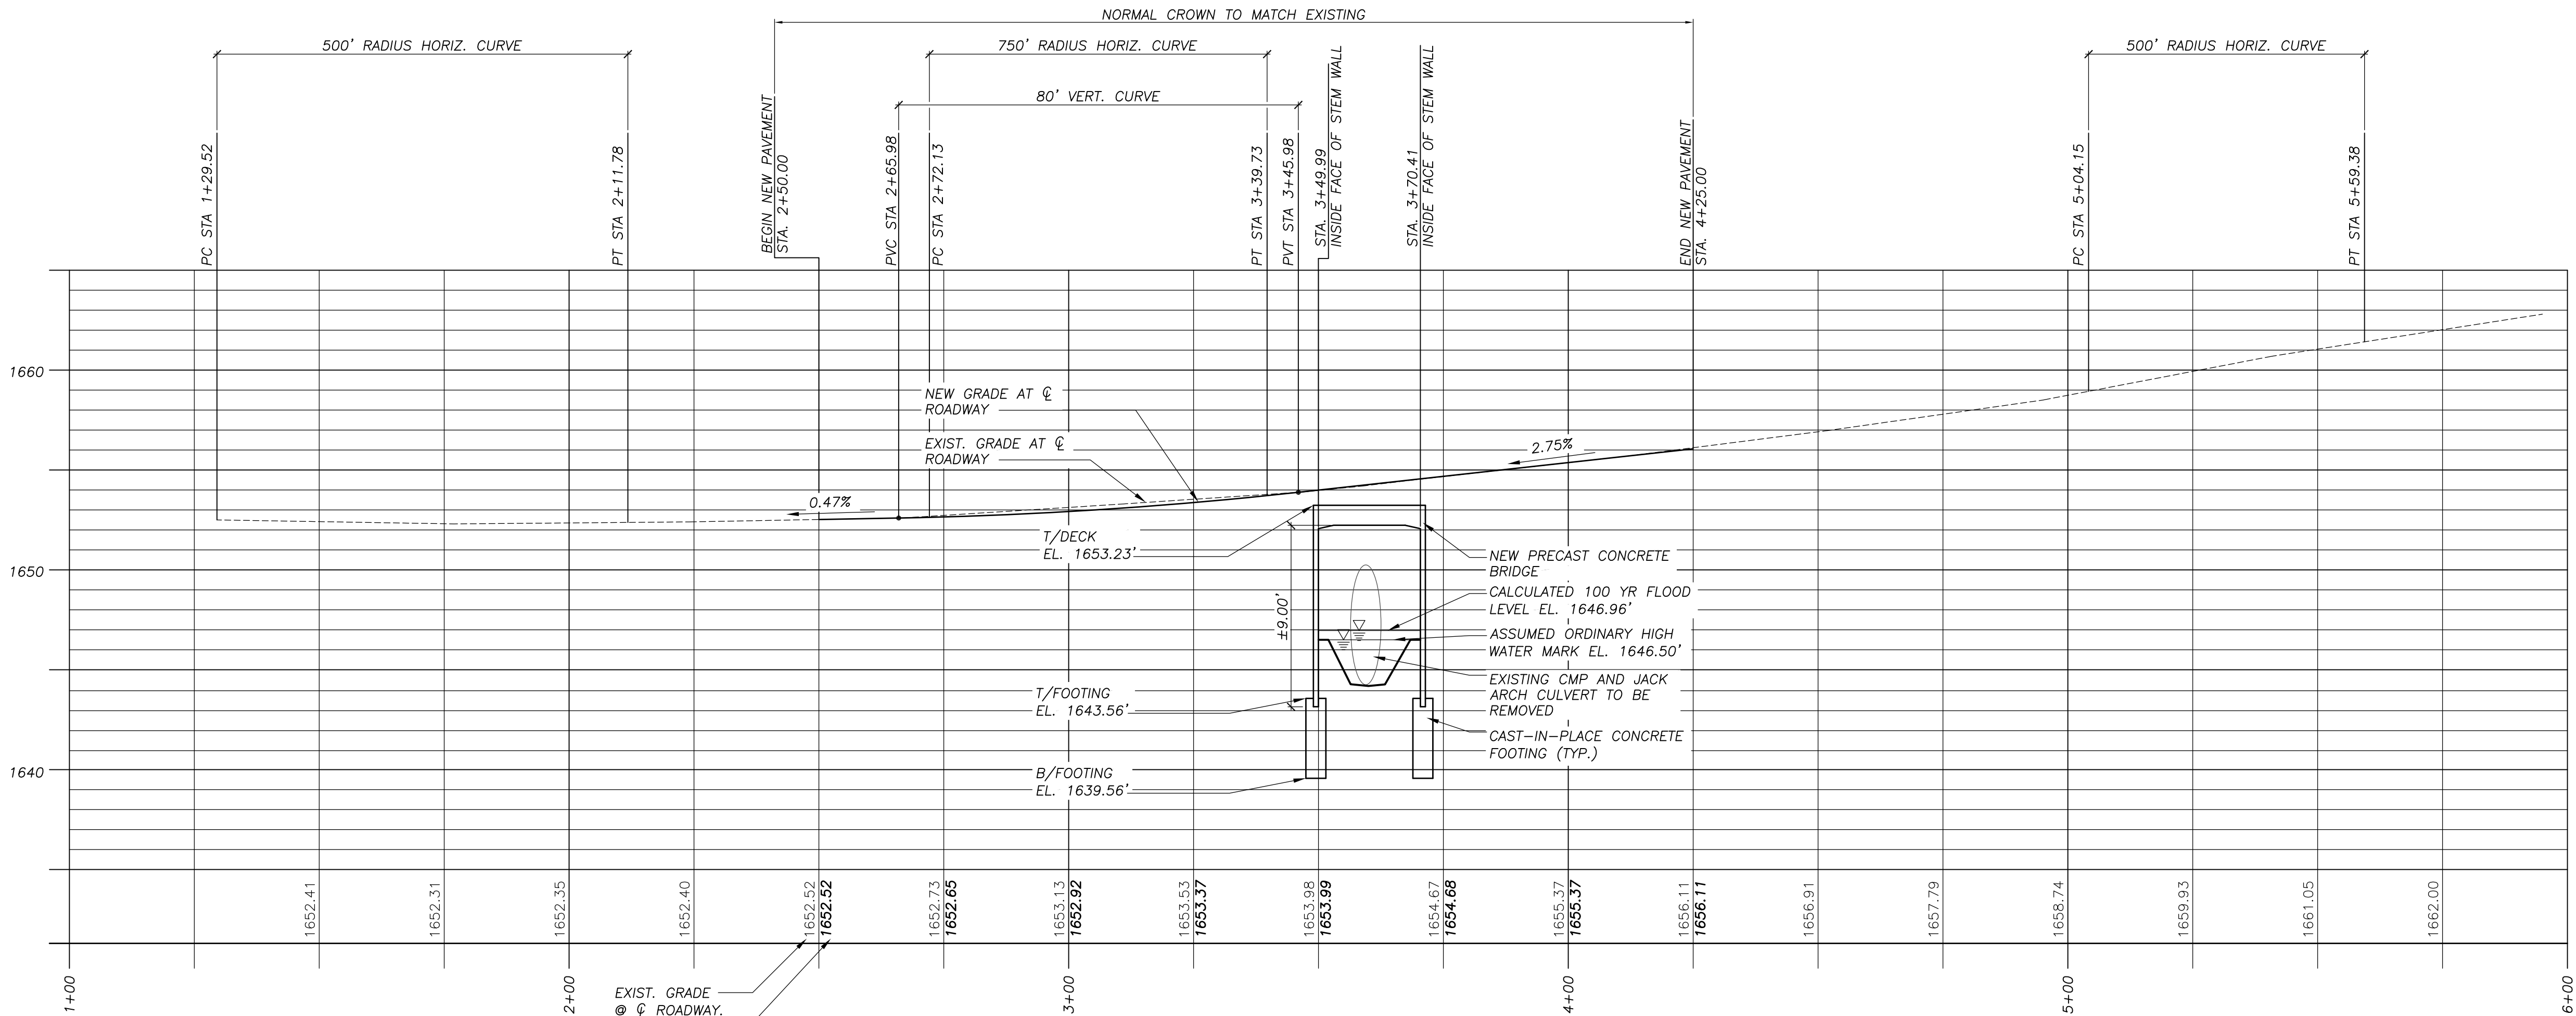 NORMAL CROWN TO MATCH EXISTING
500' RADIUS HORIZ. CURVE
750' RADIUS HORIZ. CURVE
500' RADIUS HORIZ. CURVE
80' VERT. CURVE
PC STA 1+29.52
PT STA 2+11.78
BEGIN NEW PAVEMENT
STA. 2+50.00
PVC STA 2+65.98
PC STA 2+72.13
PT STA 3+39.73
PVT STA 3+45.98
STA. 3+49.99
INSIDE FACE OF STEM WALL
STA. 3+70.41
INSIDE FACE OF STEM WALL
END NEW PAVEMENT
STA. 4+25.00
PC STA 5+04.15
PT STA 5+59.38
1660
1650
1640
NEW GRADE AT ℄
ROADWAY
EXIST. GRADE AT ℄
ROADWAY
0.47%
2.75%
T/DECK
EL. 1653.23'
±9.00'
T/FOOTING
EL. 1643.56'
B/FOOTING
EL. 1639.56'
NEW PRECAST CONCRETE
BRIDGE
CALCULATED 100 YR FLOOD
LEVEL EL. 1646.96'
ASSUMED ORDINARY HIGH
WATER MARK EL. 1646.50'
EXISTING CMP AND JACK
ARCH CULVERT TO BE
REMOVED
CAST-IN-PLACE CONCRETE
FOOTING (TYP.)
1652.41
1652.31
1652.35
1652.40
1652.52
1652.52
1652.73
1652.65
1653.13
1652.92
1653.53
1653.37
1653.98
1653.99
1654.67
1654.68
1655.37
1655.37
1656.11
1656.11
1656.91
1657.79
1658.74
1659.93
1661.05
1662.00
1+00
2+00
3+00
4+00
5+00
6+00
EXIST. GRADE
@ ℄ ROADWAY.